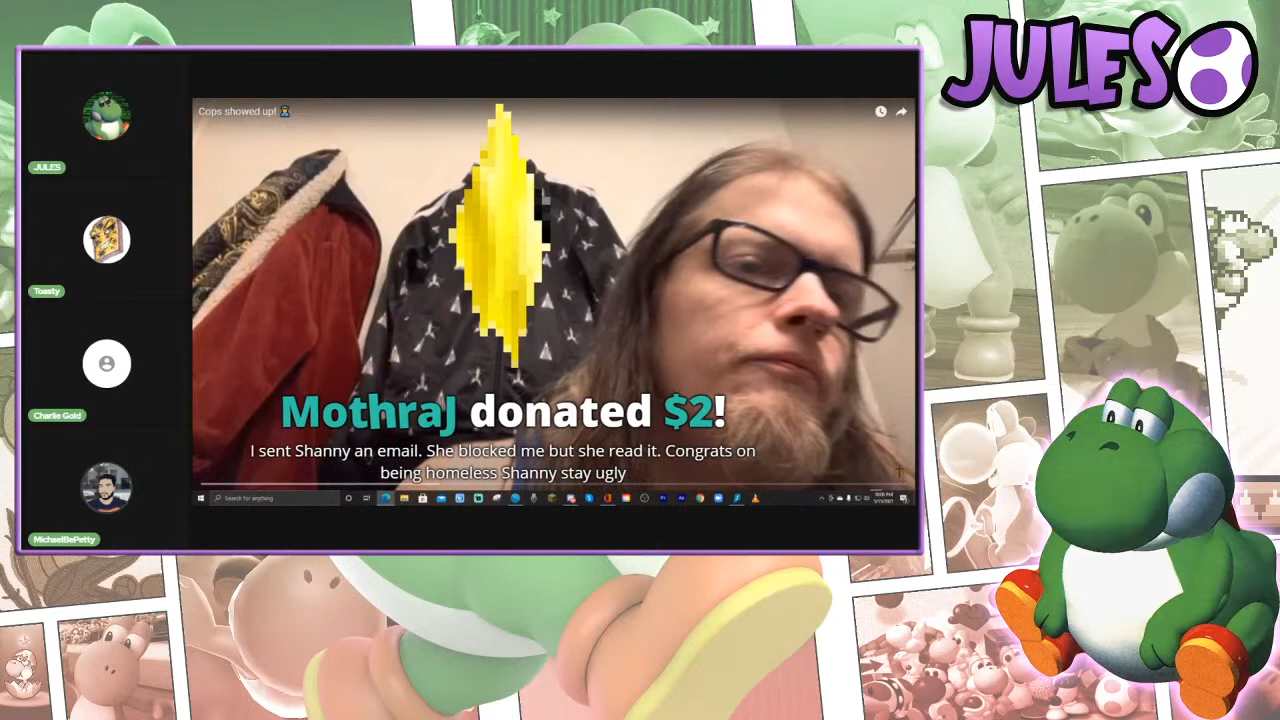 JULES
Cops showed up!
JULES
Toasty
Charlie Gold
MichaelBePetty
MothraJ donated $2!
I sent Shanny an email. She blocked me but she read it. Congrats on
being homeless Shanny stay ugly
Search for anything